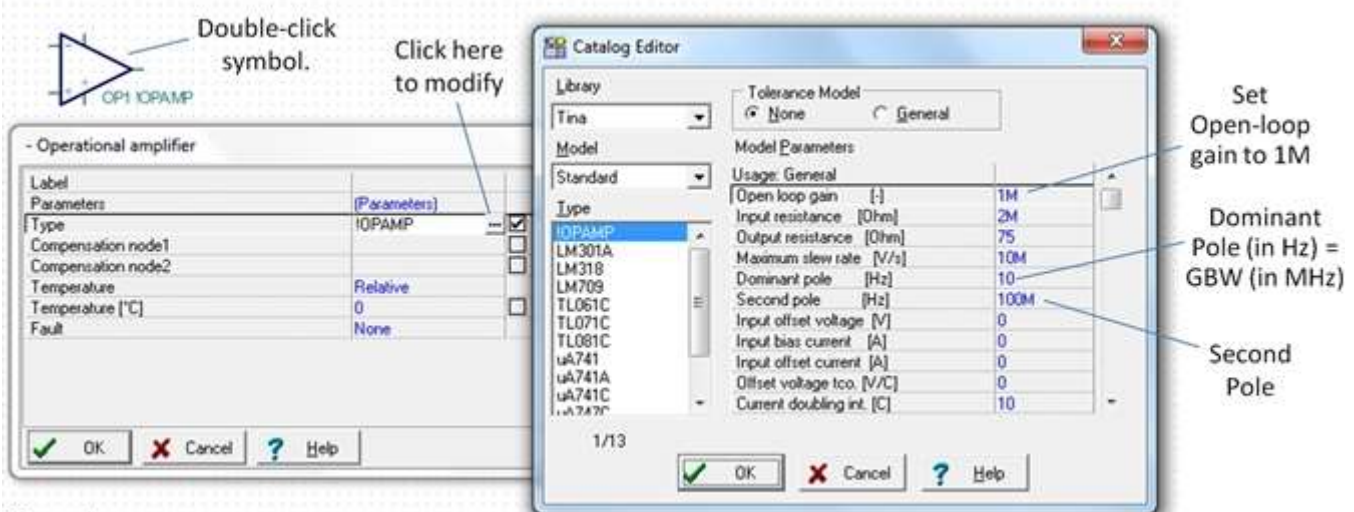 Double-click
symbol.
OP1 !OPAMP
Click here
to modify
- Operational amplifier
Label
Parameters (Parameters)
Type !OPAMP ...
Compensation node1
Compensation node2
Temperature Relative
Temperature [°C] 0
Fault None
OK Cancel ? Help
Catalog Editor
Library
Tina
Model
Standard
Type
!OPAMP
LM301A
LM318
LM709
TL061C
TL071C
TL081C
uA741
uA741A
uA741C
uA747C
1/13
Tolerance Model
None General
Model Parameters
Usage: General
Open loop gain [-] 1M
Input resistance [Ohm] 2M
Output resistance [Ohm] 75
Maximum slew rate [V/s] 10M
Dominant pole [Hz] 10
Second pole [Hz] 100M
Input offset voltage [V] 0
Input bias current [A] 0
Input offset current [A] 0
Offset voltage tco. [V/C] 0
Current doubling int. [C] 10
OK Cancel ? Help
Set
Open-loop
gain to 1M
Dominant
Pole (in Hz) =
GBW (in MHz)
Second
Pole